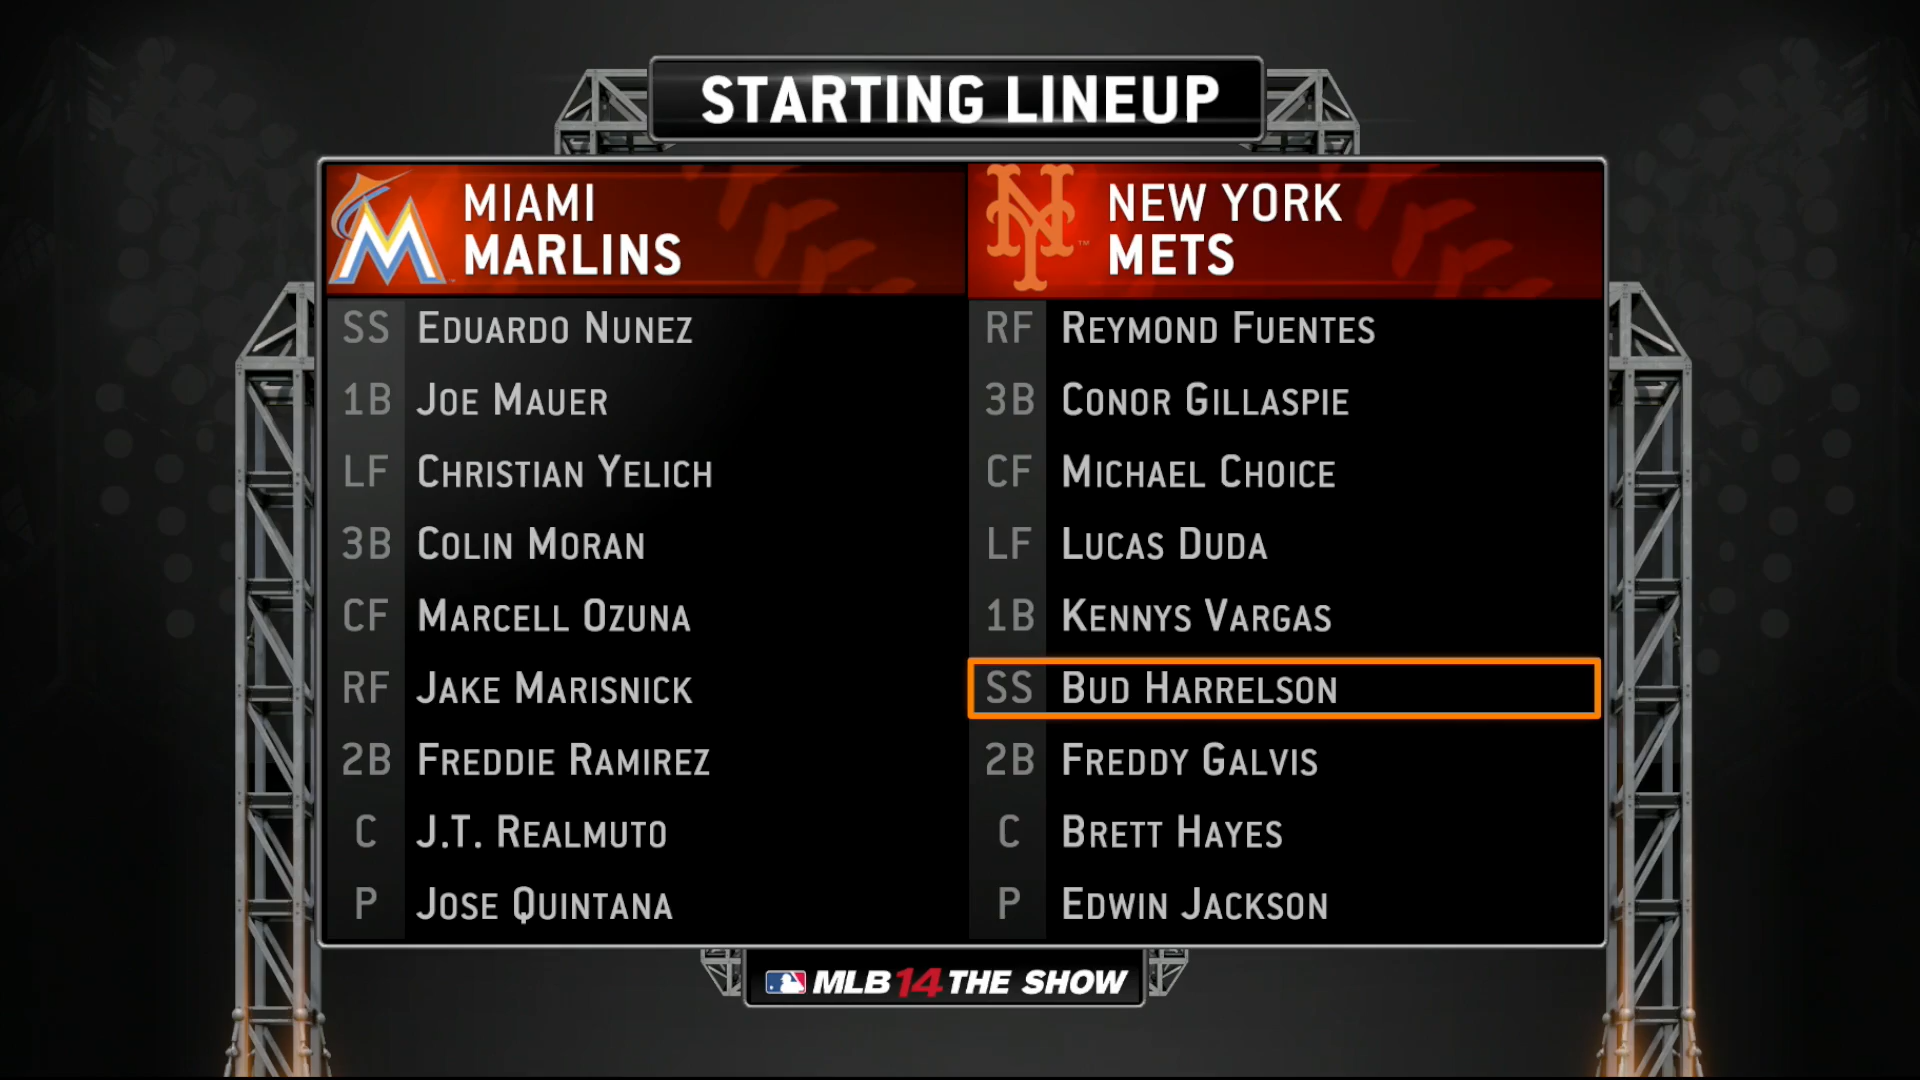 STARTING LINEUP
MIAMI
MARLINS
SS EDUARDO NUNEZ
1B JOE MAUER
LF CHRISTIAN YELICH
3B COLIN MORAN
CF MARCELL OZUNA
RF JAKE MARISNICK
2B FREDDIE RAMIREZ
C J.T. REALMUTO
P JOSE QUINTANA
NY
NEW YORK
METS
RF REYMOND FUENTES
3B CONOR GILLASPIE
CF MICHAEL CHOICE
LF LUCAS DUDA
1B KENNYS VARGAS
SS BUD HARRELSON
2B FREDDY GALVIS
C BRETT HAYES
P EDWIN JACKSON
MLB 14 THE SHOW